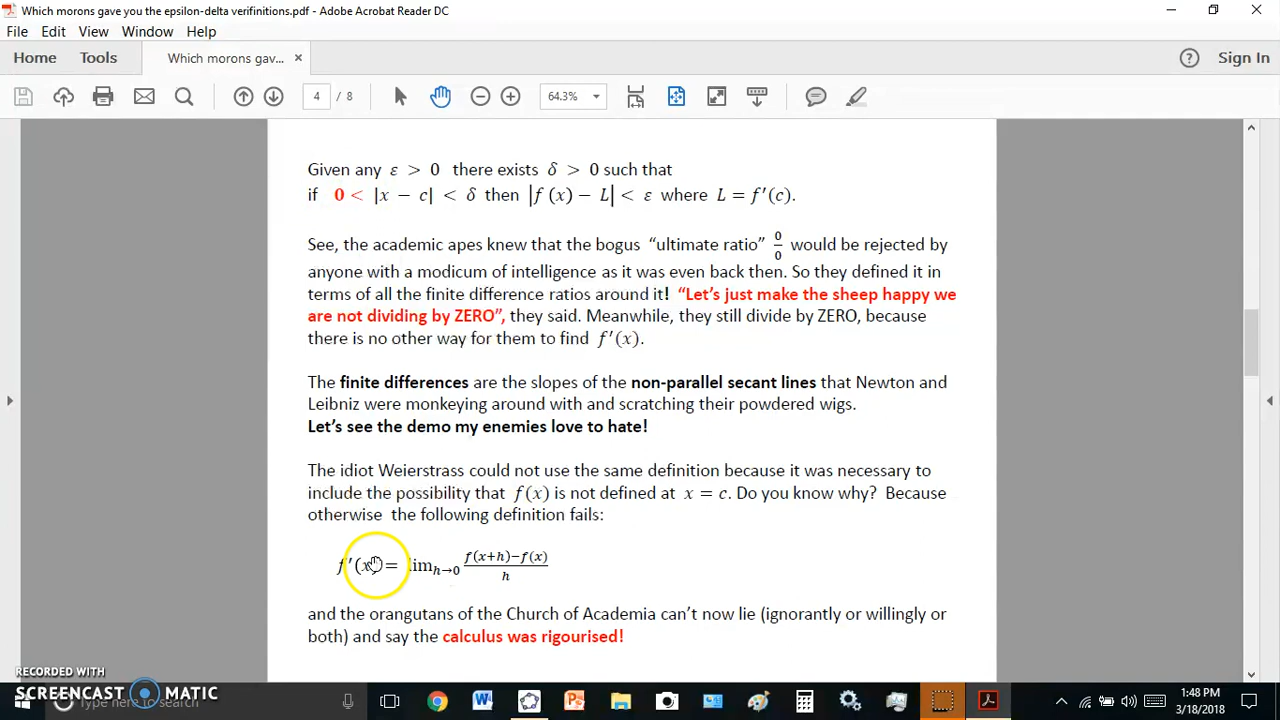 Which morons gave you the epsilon-delta verifinitions.pdf - Adobe Acrobat Reader DC
File Edit View Window Help
Home Tools Which morons gav... × ? Sign In
4 / 8 64.3%
Given any ε > 0 there exists δ > 0 such that
if 0 < |x − c| < δ then |f (x) − L| < ε where L = f′(c).
See, the academic apes knew that the bogus “ultimate ratio” 0/0 would be rejected by
anyone with a modicum of intelligence as it was even back then. So they defined it in
terms of all the finite difference ratios around it! “Let’s just make the sheep happy we
are not dividing by ZERO”, they said. Meanwhile, they still divide by ZERO, because
there is no other way for them to find f′(x).
The finite differences are the slopes of the non-parallel secant lines that Newton and
Leibniz were monkeying around with and scratching their powdered wigs.
Let’s see the demo my enemies love to hate!
The idiot Weierstrass could not use the same definition because it was necessary to
include the possibility that f(x) is not defined at x = c. Do you know why? Because
otherwise the following definition fails:
f′(x) = lim h→0 f(x+h)−f(x)/h
and the orangutans of the Church of Academia can’t now lie (ignorantly or willingly or
both) and say the calculus was rigourised!
RECORDED WITH
SCREENCAST MATIC
Type here to search
1:48 PM
3/18/2018